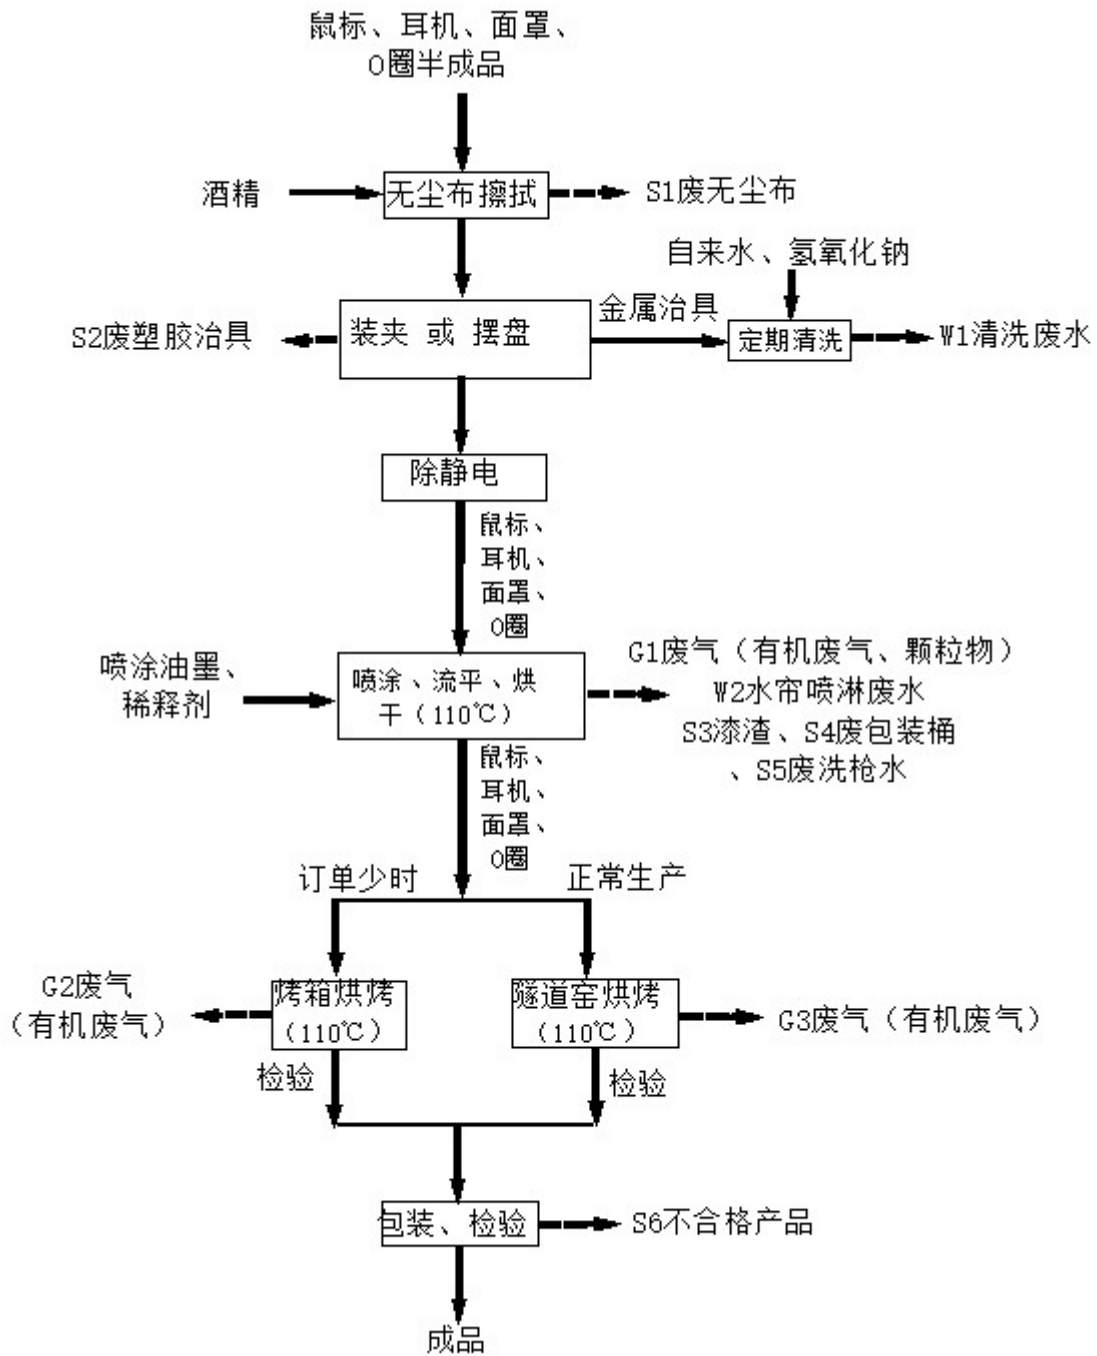 鼠标、耳机、面罩、
O圈半成品
酒精
无尘布擦拭
S1废无尘布
自来水、氢氧化钠
S2废塑胶治具
装夹 或 摆盘
金属治具
定期清洗
W1清洗废水
除静电
鼠标、
耳机、
面罩、
O圈
喷涂油墨、
稀释剂
喷涂、流平、烘
干（110℃）
G1废气（有机废气、颗粒物）
W2水帘喷淋废水
S3漆渣、S4废包装桶
、S5废洗枪水
鼠标、
耳机、
面罩、
O圈
订单少时
正常生产
G2废气
（有机废气）
烤箱烘烤
（110℃）
隧道窑烘烤
（110℃）
G3废气（有机废气）
检验
检验
包装、检验
S6不合格产品
成品